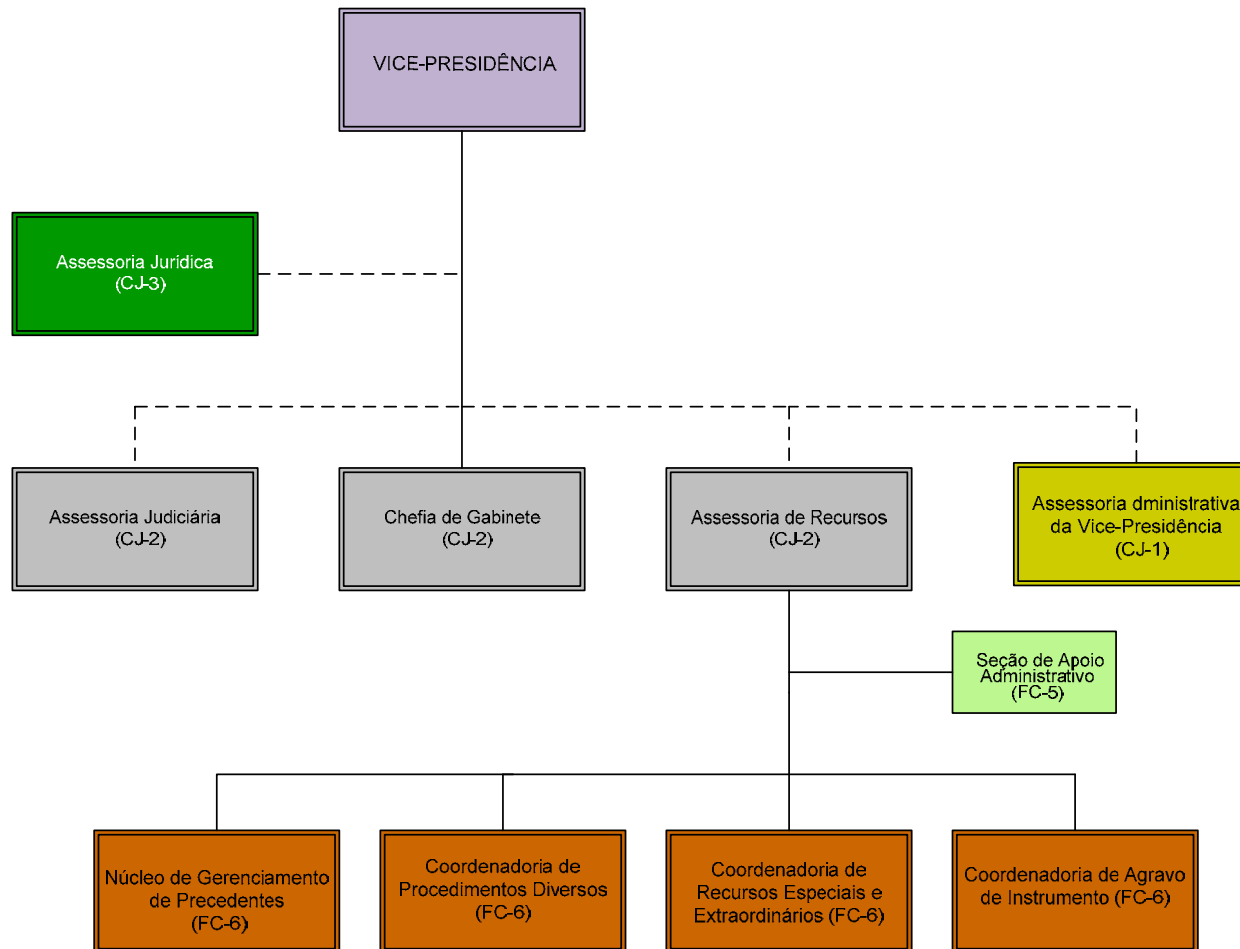 VICE-PRESIDÊNCIA
Assessoria Jurídica
(CJ-3)
Assessoria Judiciária
(CJ-2)
Chefia de Gabinete
(CJ-2)
Assessoria de Recursos
(CJ-2)
Assessoria dministrativa
da Vice-Presidência
(CJ-1)
Seção de Apoio
Administrativo
(FC-5)
Núcleo de Gerenciamento
de Precedentes
(FC-6)
Coordenadoria de
Procedimentos Diversos
(FC-6)
Coordenadoria de
Recursos Especiais e
Extraordinários (FC-6)
Coordenadoria de Agravo
de Instrumento (FC-6)